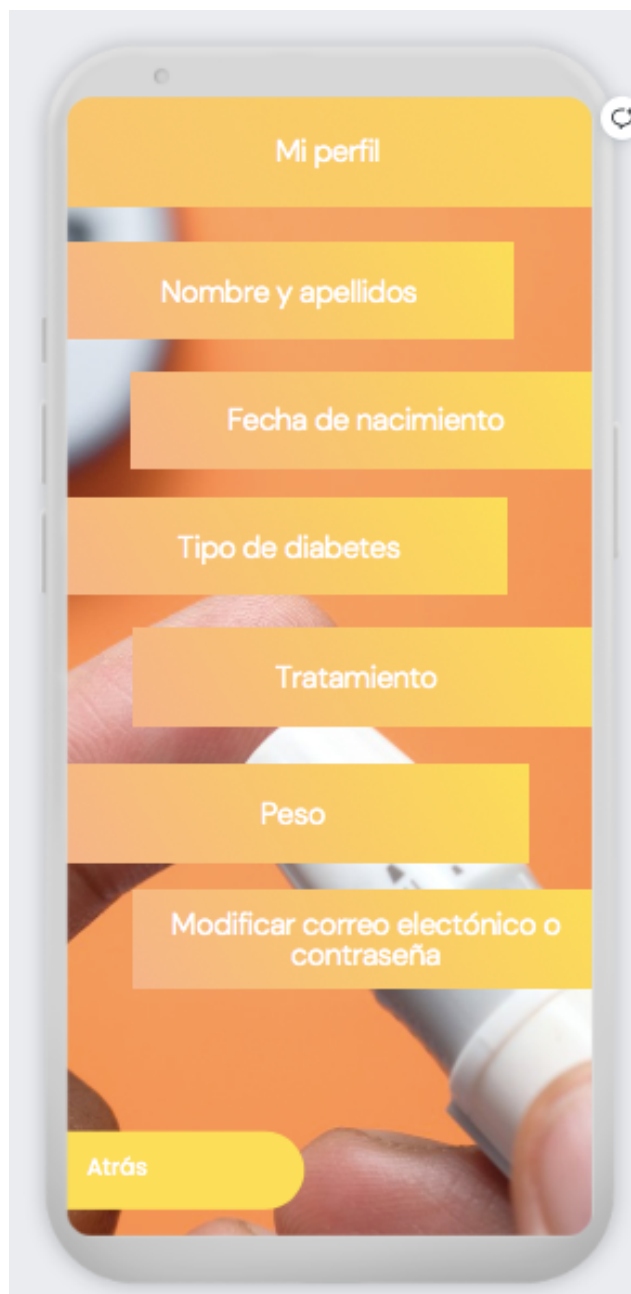 Mi perfil
Nombre y apellidos
Fecha de nacimiento
Tipo de diabetes
Tratamiento
Peso
Modificar correo electónico o
contraseña
Atrás